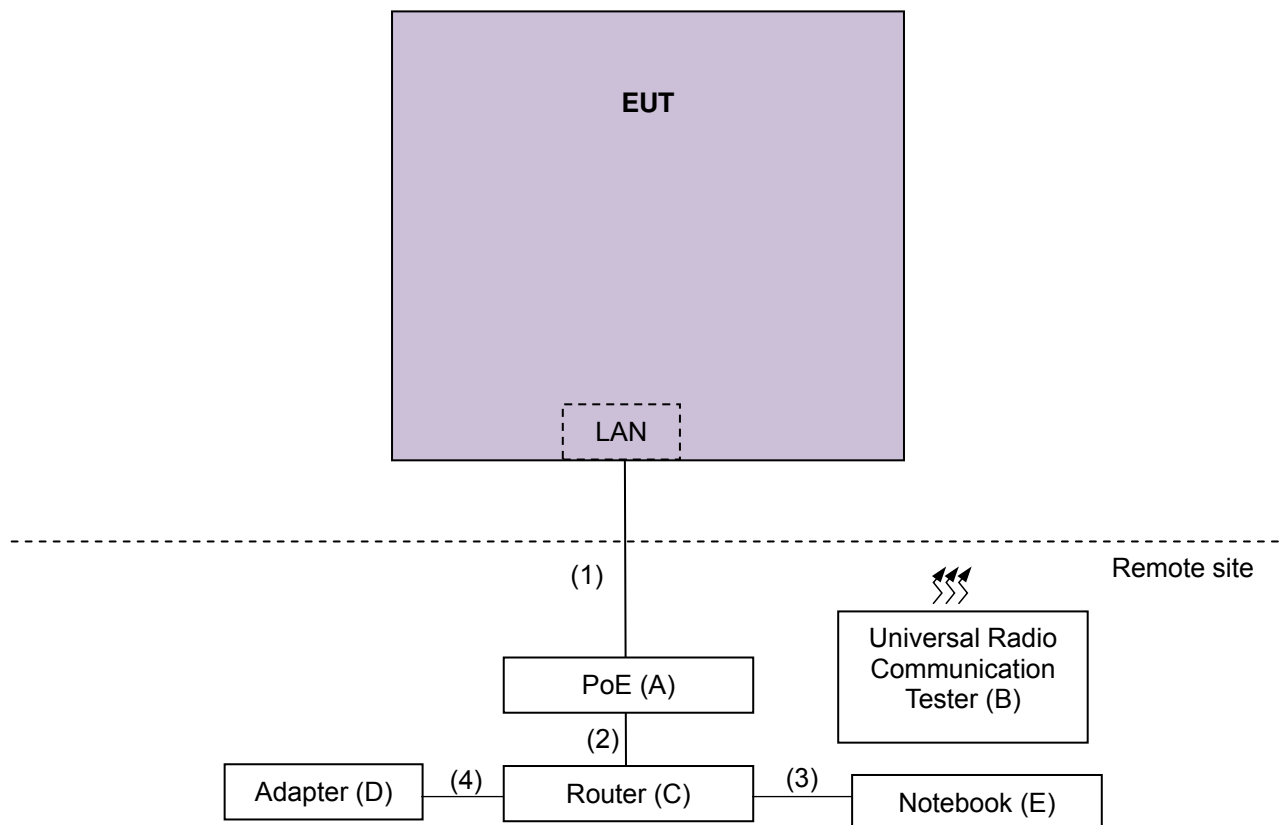 EUT
LAN
(1)
Remote site
Universal Radio
Communication
Tester (B)
PoE (A)
(2)
Adapter (D)
(4)
Router (C)
(3)
Notebook (E)